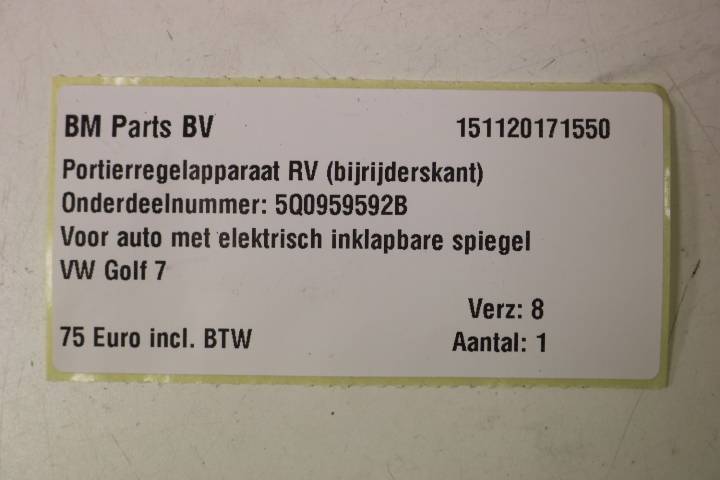 BM Parts BV 151120171550
Portierregelapparaat RV (bijrijderskant)
Onderdeelnummer: 5Q0959592B
Voor auto met elektrisch inklapbare spiegel
VW Golf 7
Verz: 8
75 Euro incl. BTW Aantal: 1